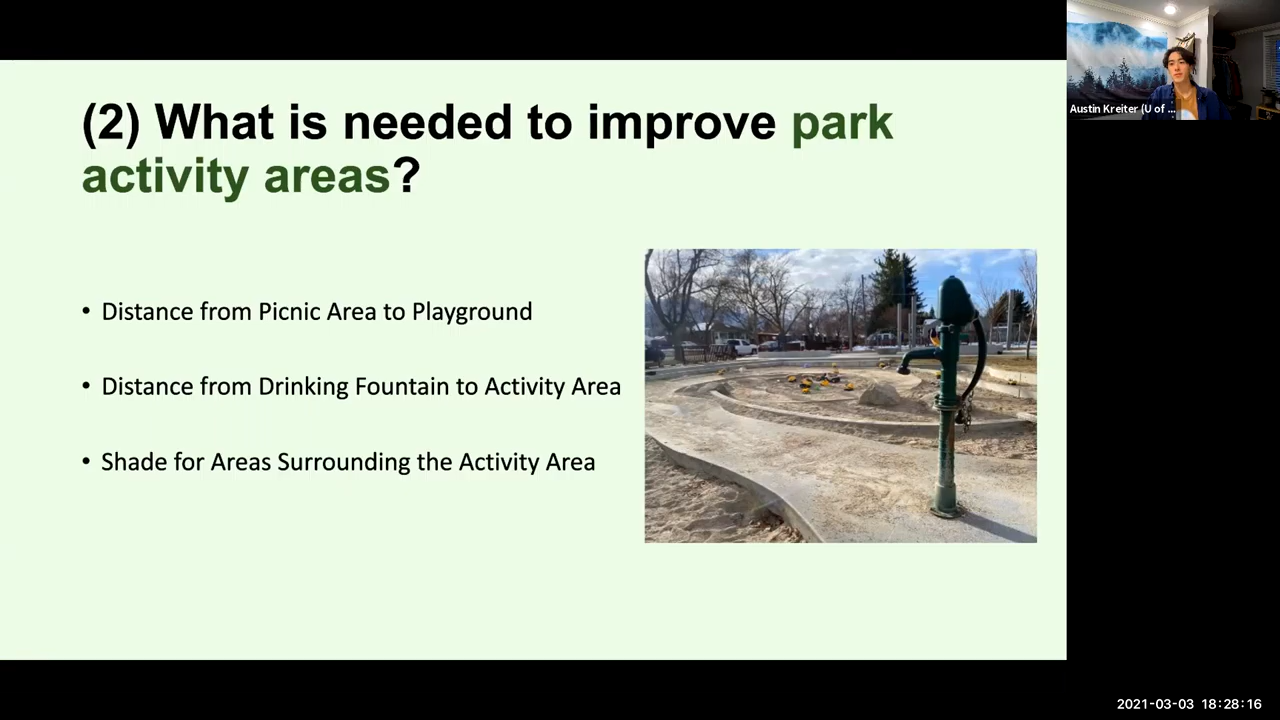 (2) What is needed to improve park
activity areas?
• Distance from Picnic Area to Playground
• Distance from Drinking Fountain to Activity Area
• Shade for Areas Surrounding the Activity Area
Austin Kreiter (U of ...
2021-03-03 18:28:16